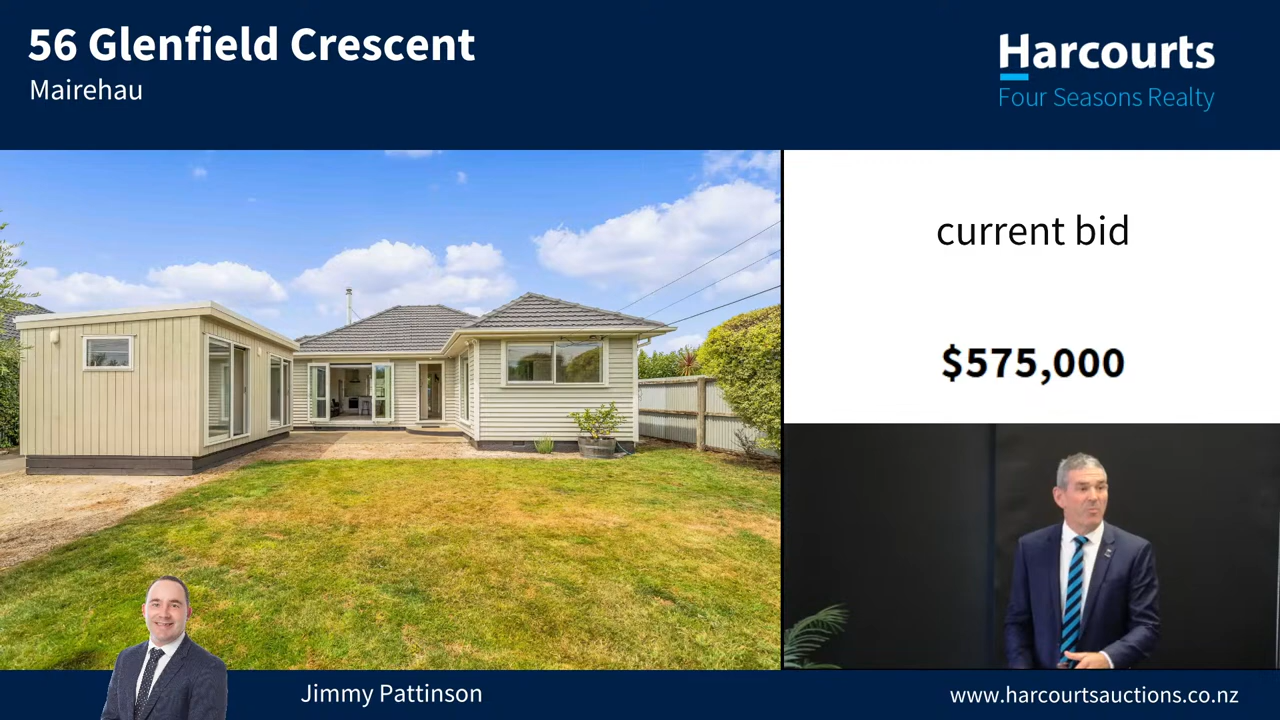 56 Glenfield Crescent
Mairehau
Harcourts
Four Seasons Realty
current bid
$575,000
Jimmy Pattinson
www.harcourtsauctions.co.nz